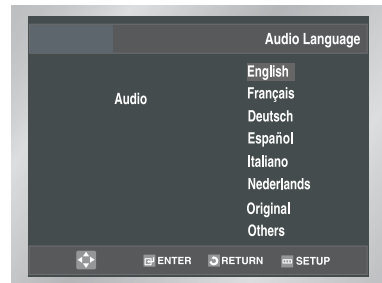 Audio Language
English
Audio Français
Deutsch
Español
Italiano
Nederlands
Original
Others
ENTER RETURN SETUP